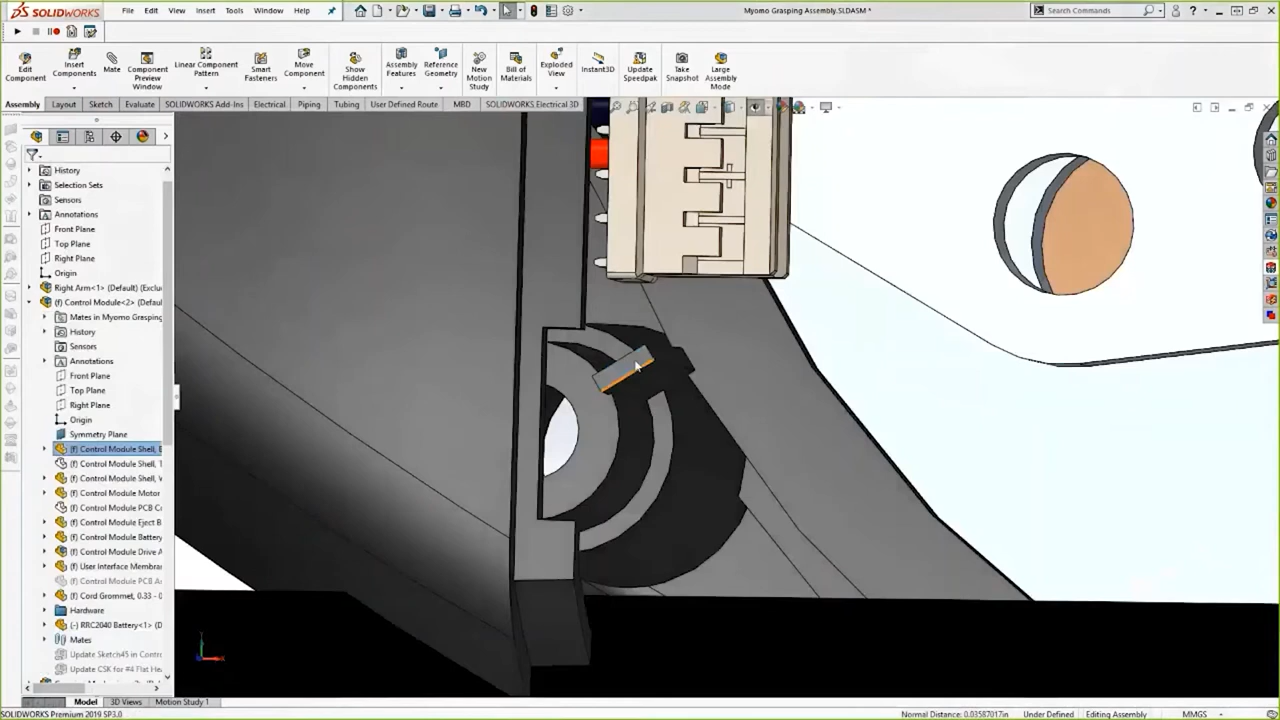 SOLIDWORKS File Edit View Insert Tools Window Help Myomo Grasping Assembly.SLDASM * Search Commands
Edit Component
Insert Components
Mate
Component Preview Window
Linear Component Pattern
Smart Fasteners
Move Component
Show Hidden Components
Assembly Features
Reference Geometry
New Motion Study
Bill of Materials
Exploded View
Instant3D
Update Speedpak
Take Snapshot
Large Assembly Mode
Assembly Layout Sketch Evaluate SOLIDWORKS Add-Ins Electrical Piping Tubing User Defined Route MBD SOLIDWORKS Electrical 3D
History
Selection Sets
Sensors
Annotations
Front Plane
Top Plane
Right Plane
Origin
Right Arm<1> (Default) (Exclu
(f) Control Module<2> (Defau
Mates in Myomo Grasping
History
Sensors
Annotations
Front Plane
Top Plane
Right Plane
Origin
Symmetry Plane
(f) Control Module Shell, E
(f) Control Module Shell, T
(f) Control Module Shell, W
(f) Control Module Motor
(f) Control Module PCB C
(f) Control Module Eject B
(f) Control Module Battery
(f) Control Module Drive A
(f) User Interface Membra
(f) Control Module PCB A
(f) Cord Grommet, 0.33 - 0
Hardware
(-) RRC2040 Battery<1> (D
Mates
Update Sketch45 in Contro
Update CSK for #4 Flat He
Model 3D Views Motion Study 1
SOLIDWORKS Premium 2019 SP3.0 Normal Distance: 0.03587017in Under Defined Editing Assembly MMGS